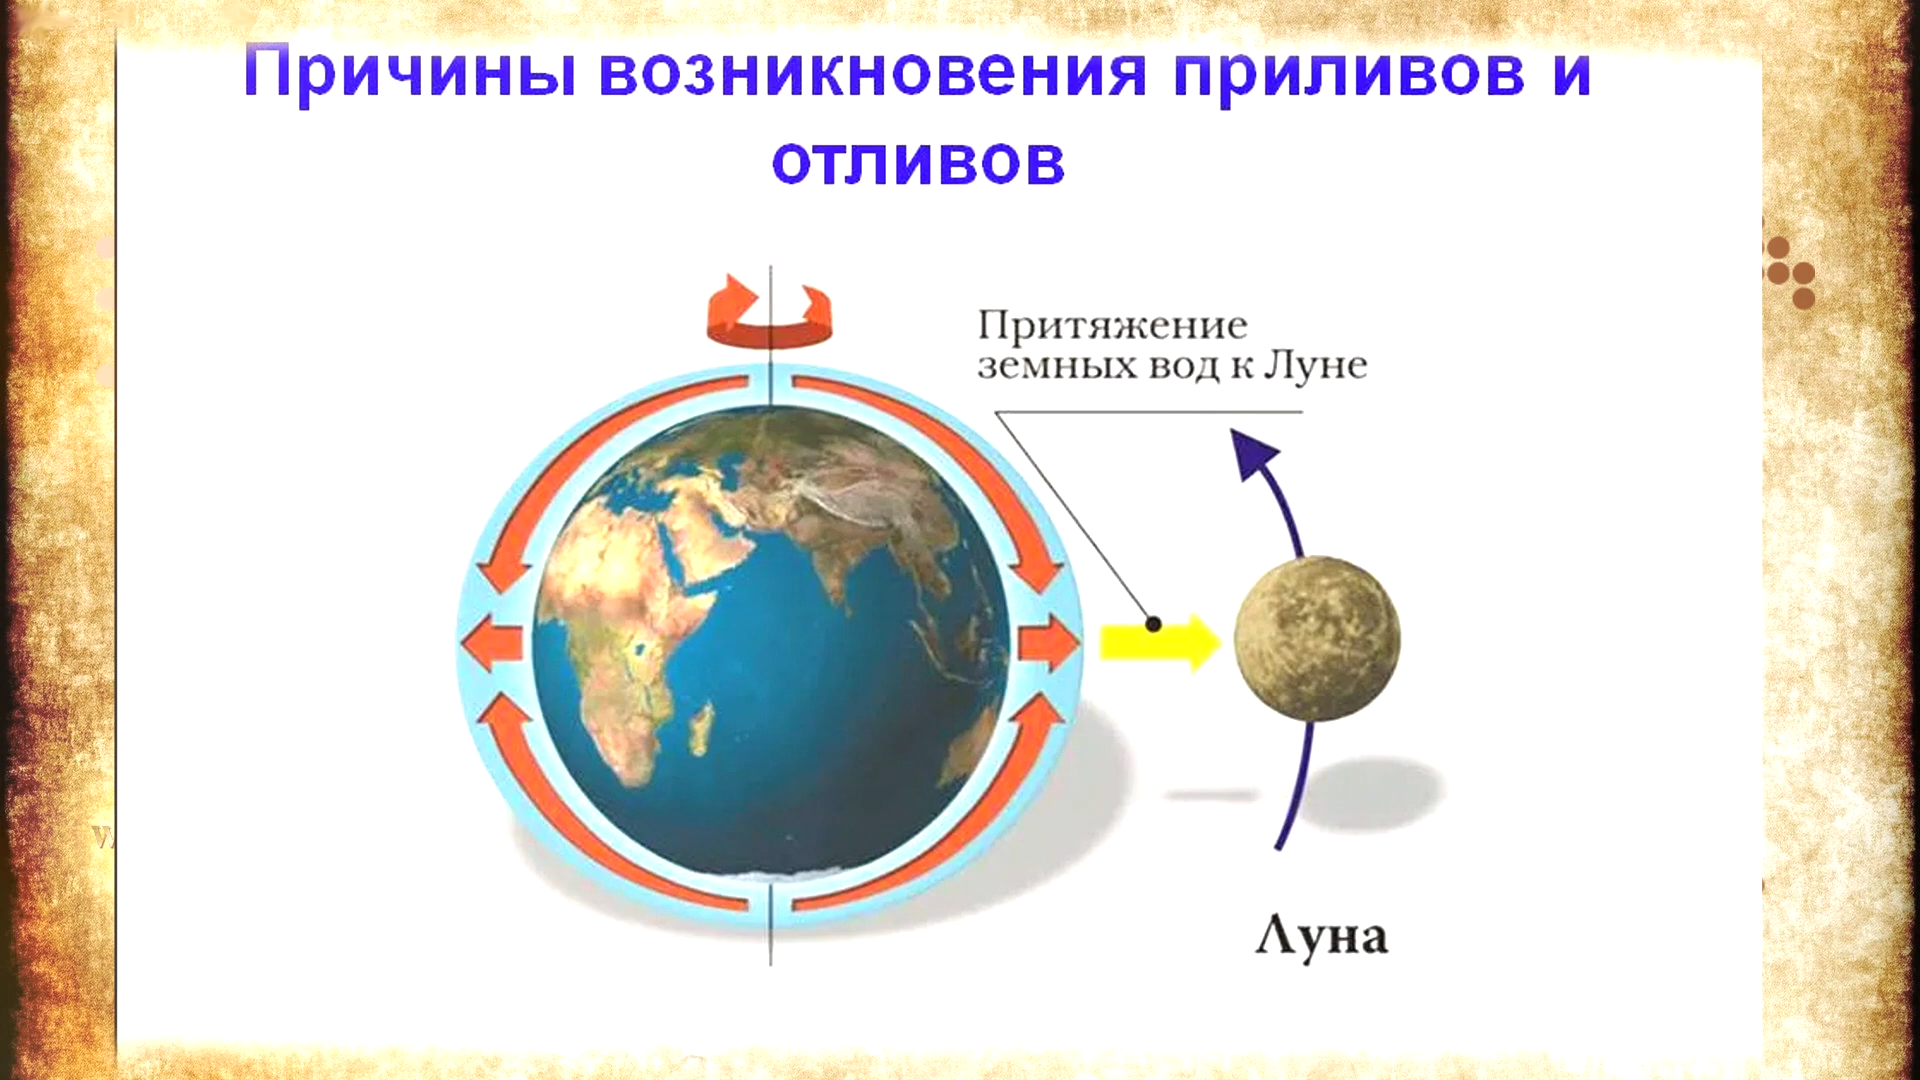 Причины возникновения приливов и
отливов
Притяжение
земных вод к Луне
Луна